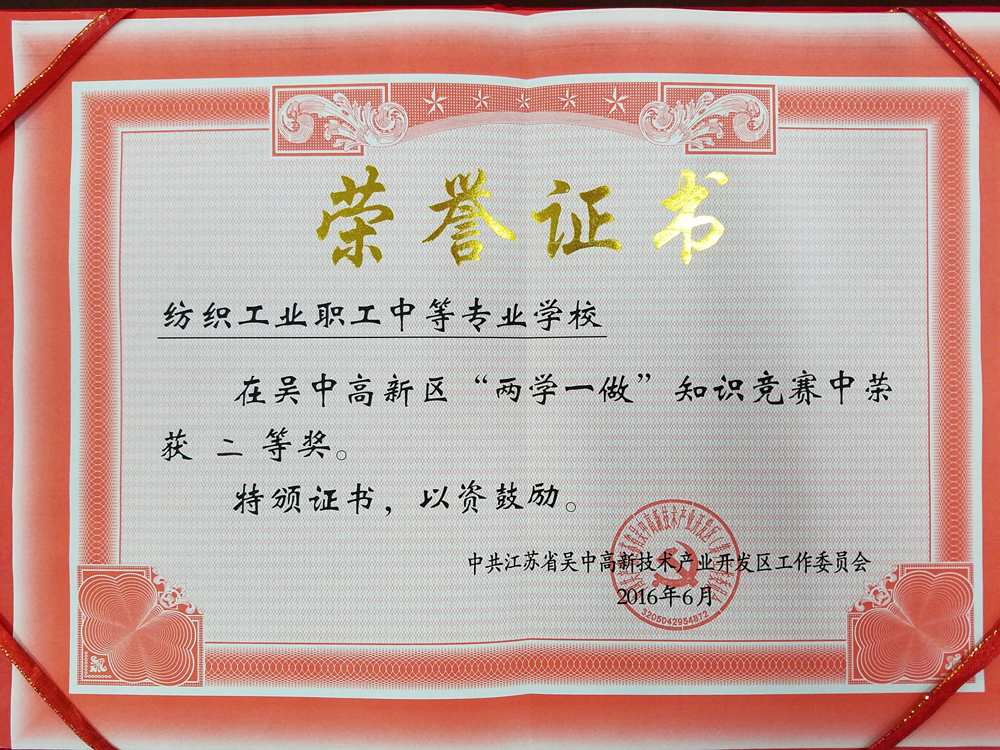 荣誉证书
纺织工业职工中等专业学校
在吴中高新区“两学一做”知识竞赛中荣
获 二 等奖。
特颁证书，以资鼓励。
中共江苏省吴中高新技术产业开发区工作委员会
2016年6月
3205042954872